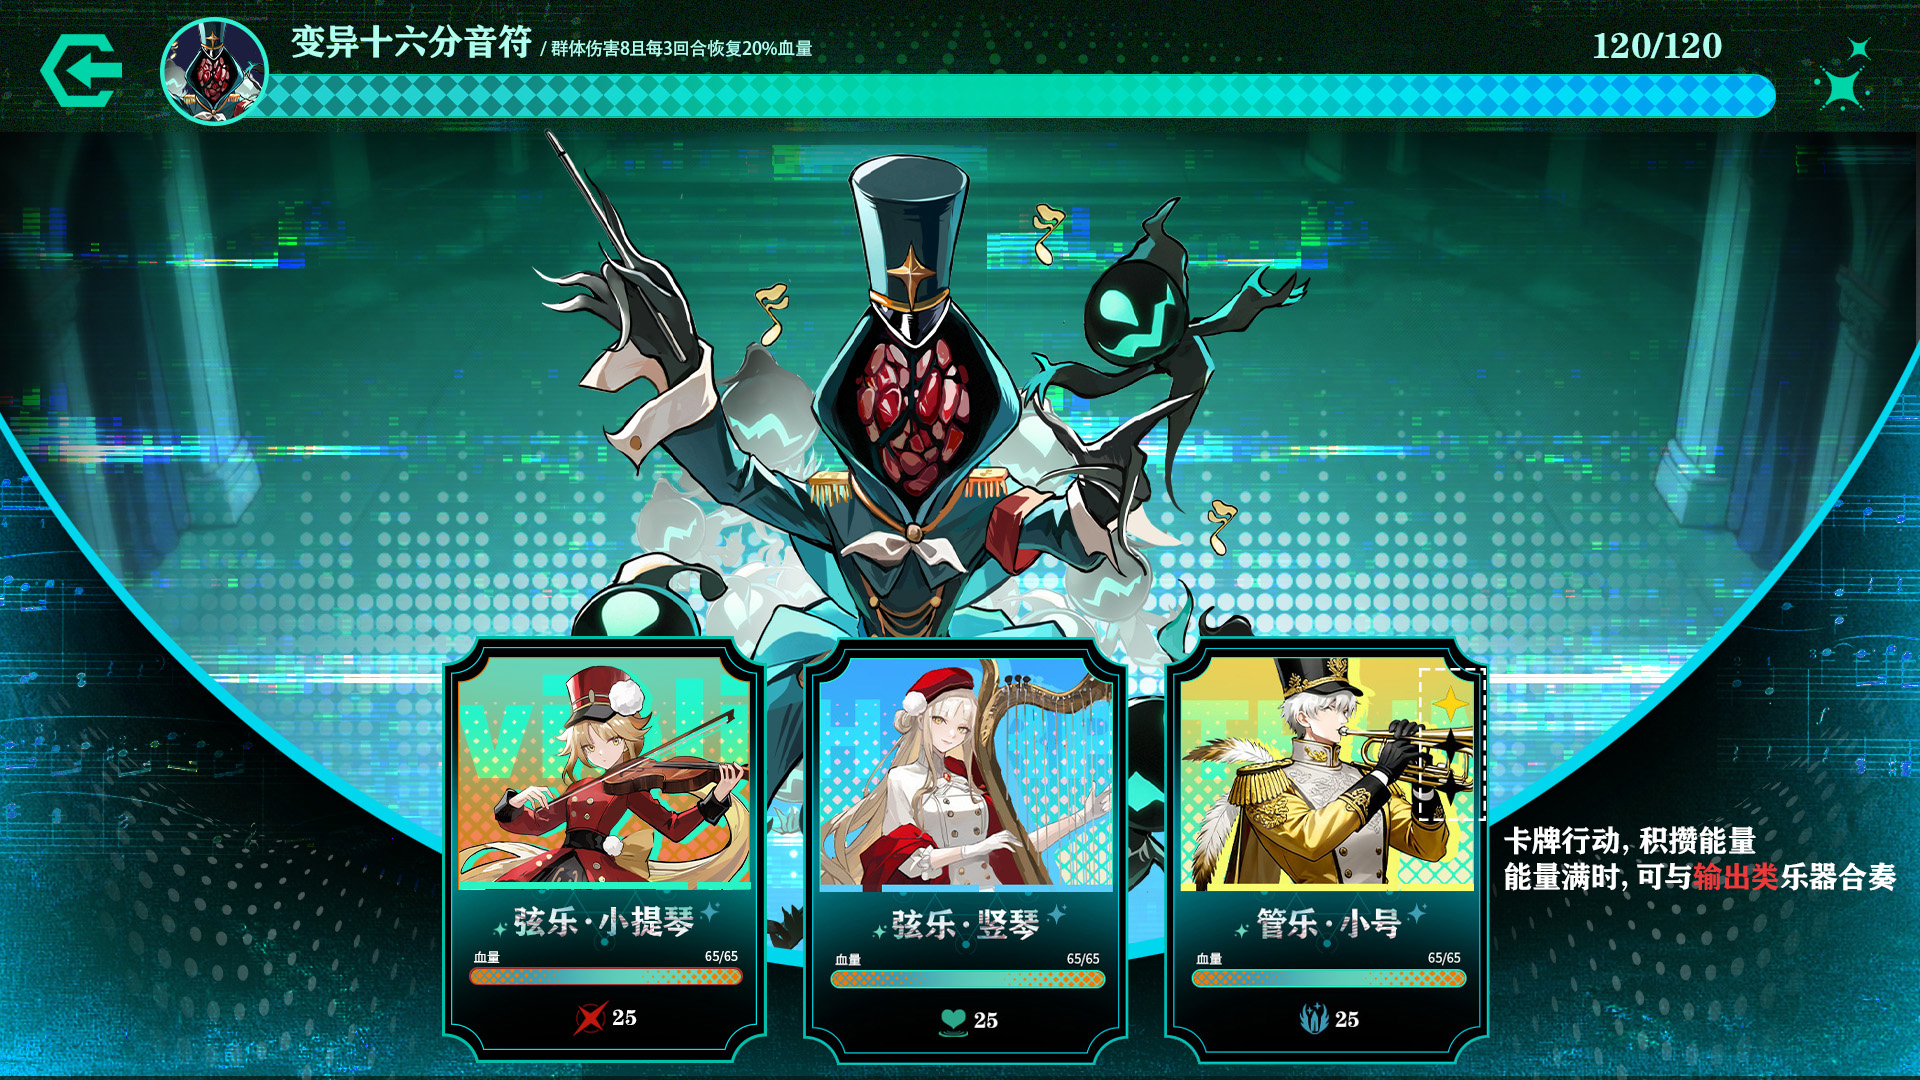 变异十六分音符 / 群体伤害8且每3回合恢复20%血量
120/120
弦乐·小提琴
血量 65/65
25
弦乐·竖琴
血量 65/65
25
管乐·小号
血量 65/65
25
卡牌行动, 积攒能量
能量满时, 可与输出类乐器合奏